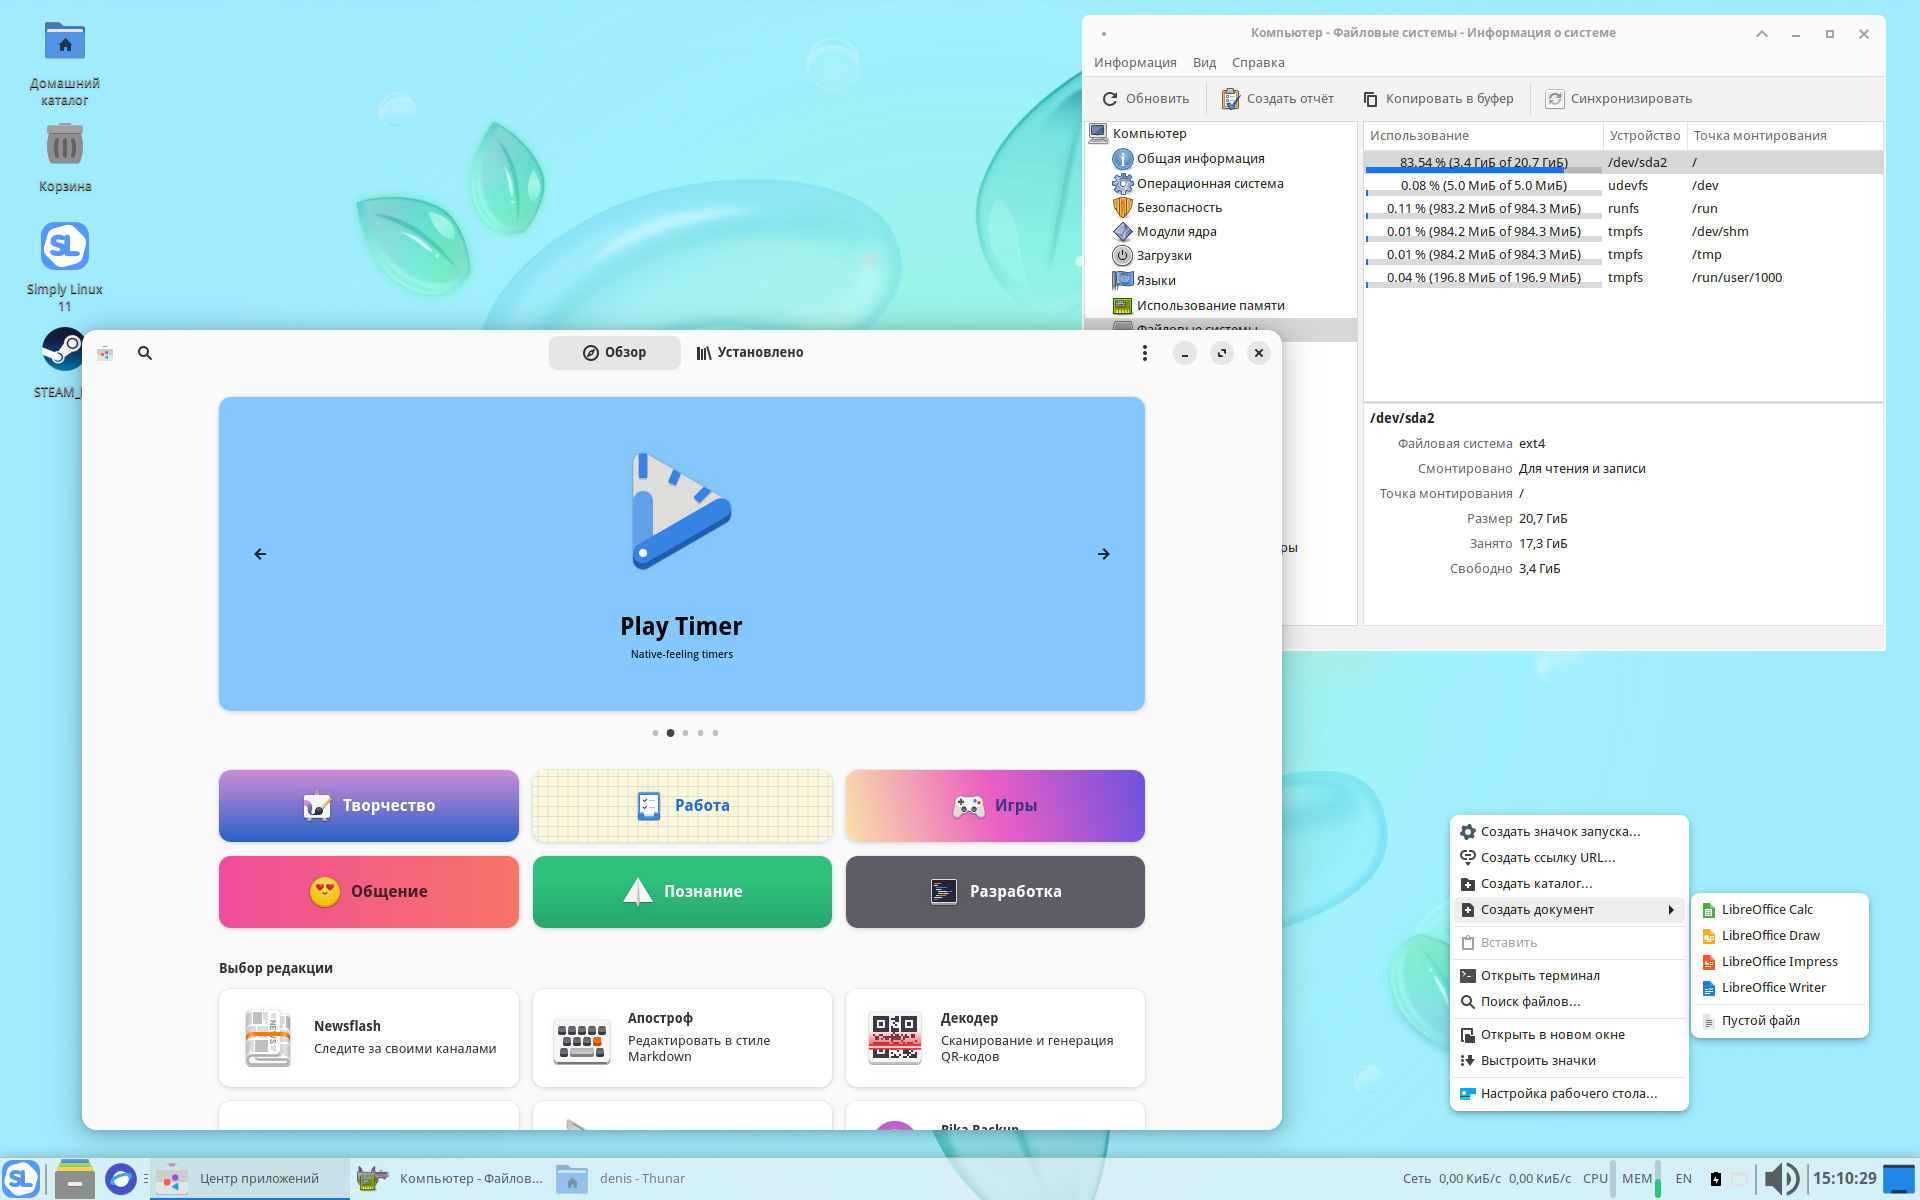 Домашний
каталог
Корзина
SL
Simply Linux
11
STEAM_
Компьютер - Файловые системы - Информация о системе
Информация Вид Справка
Обновить Создать отчёт Копировать в буфер Синхронизировать
Компьютер
Общая информация
Операционная система
Безопасность
Модули ядра
Загрузки
Языки
Использование памяти
Файловые системы
ры
Использование Устройство Точка монтирования
83.54 % (3.4 ГиБ of 20.7 ГиБ) /dev/sda2 /
0.08 % (5.0 МиБ of 5.0 МиБ) udevfs /dev
0.11 % (983.2 МиБ of 984.3 МиБ) runfs /run
0.01 % (984.2 МиБ of 984.3 МиБ) tmpfs /dev/shm
0.01 % (984.2 МиБ of 984.3 МиБ) tmpfs /tmp
0.04 % (196.8 МиБ of 196.9 МиБ) tmpfs /run/user/1000
/dev/sda2
Файловая система ext4
Смонтировано Для чтения и записи
Точка монтирования /
Размер 20,7 ГиБ
Занято 17,3 ГиБ
Свободно 3,4 ГиБ
Обзор Установлено
Play Timer
Native-feeling timers
Творчество Работа Игры
Общение Познание Разработка
Выбор редакции
Newsflash
Следите за своими каналами
Апостроф
Редактировать в стиле
Markdown
Декодер
Сканирование и генерация
QR-кодов
Pika Backup
Создать значок запуска...
Создать ссылку URL...
Создать каталог...
Создать документ
Вставить
Открыть терминал
Поиск файлов...
Открыть в новом окне
Выстроить значки
Настройка рабочего стола...
LibreOffice Calc
LibreOffice Draw
LibreOffice Impress
LibreOffice Writer
Пустой файл
SL Центр приложений Компьютер - Файлов... denis - Thunar Сеть 0,00 КиБ/с 0,00 КиБ/с CPU MEM EN 15:10:29